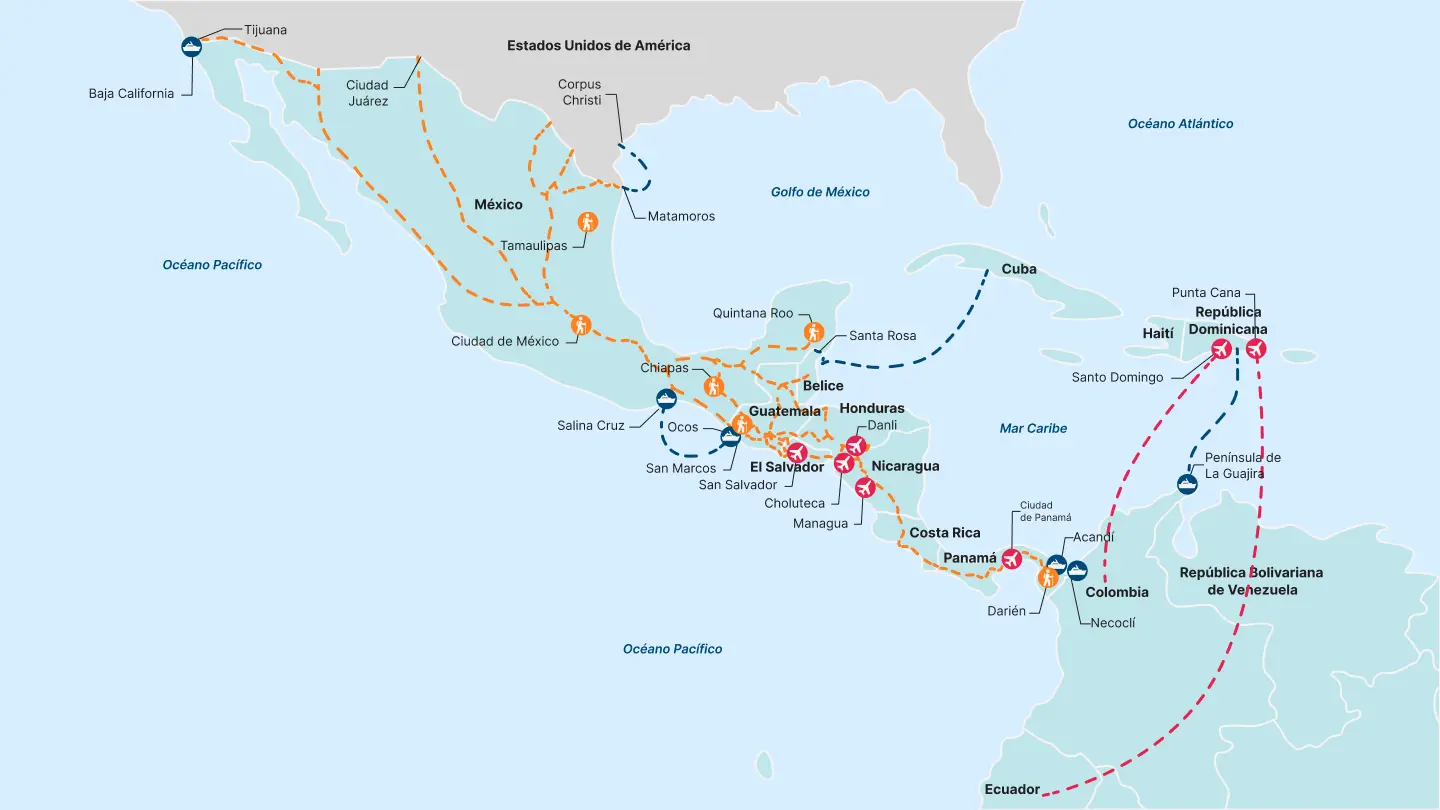 Tijuana
Estados Unidos de América
Baja California
Ciudad
Juárez
Corpus
Christi
Océano Atlántico
Golfo de México
México
Matamoros
Tamaulipas
Océano Pacífico
Cuba
Punta Cana
Quintana Roo
República
Dominicana
Haití
Ciudad de México
Santa Rosa
Chiapas
Santo Domingo
Belice
Guatemala
Honduras
Salina Cruz
Ocos
Danli
Mar Caribe
San Marcos
El Salvador
Nicaragua
Península de
La Guajira
San Salvador
Choluteca
Managua
Ciudad
de Panamá
Costa Rica
Acandí
Panamá
República Bolivariana
de Venezuela
Colombia
Darién
Necoclí
Océano Pacífico
Ecuador